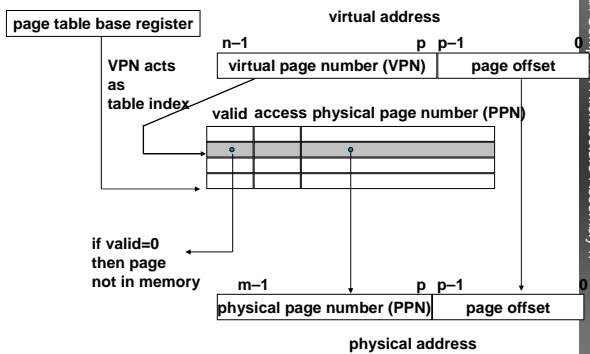 page table base register
virtual address
n–1 p p–1 0
virtual page number (VPN) page offset
VPN acts
as
table index
valid access physical page number (PPN)
if valid=0
then page
not in memory
m–1 p p–1 0
physical page number (PPN) page offset
physical address